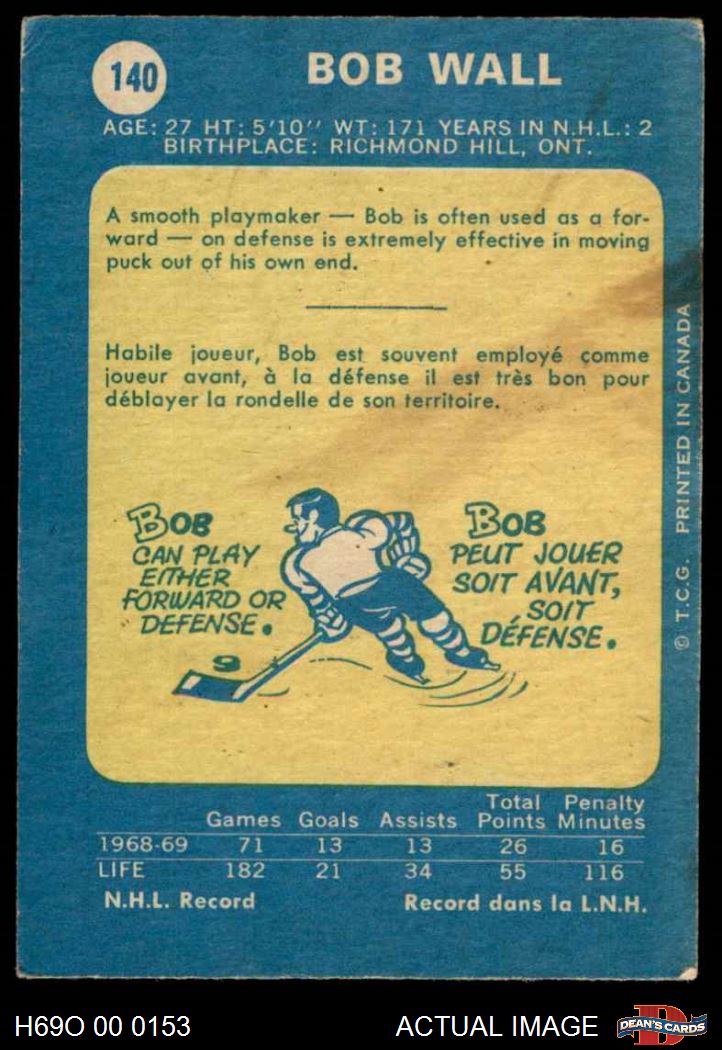 140
BOB WALL
AGE: 27 HT: 5'10'' WT: 171 YEARS IN N.H.L.: 2
BIRTHPLACE: RICHMOND HILL, ONT.
A smooth playmaker — Bob is often used as a for-
ward — on defense is extremely effective in moving
puck out of his own end.
Habile joueur, Bob est souvent employé comme
joueur avant, à la défense il est très bon pour
déblayer la rondelle de son territoire.
BOB
CAN PLAY
EITHER
FORWARD OR
DEFENSE.
BOB
PEUT JOUER
SOIT AVANT,
SOIT
DÉFENSE.
© T.C.G. PRINTED IN CANADA
Games Goals Assists Total Points Penalty Minutes
1968-69 71 13 13 26 16
LIFE 182 21 34 55 116
N.H.L. Record Record dans la L.N.H.
H69O 00 0153 ACTUAL IMAGE
D
DEAN'S CARDS